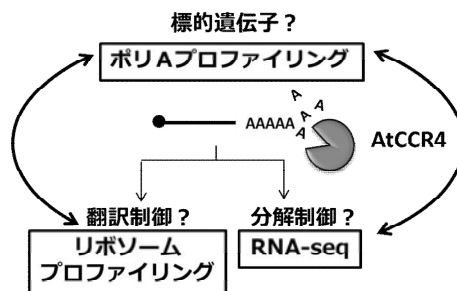 標的遺伝子？
ポリAプロファイリング
A
A A
AAAAA A
AtCCR4
翻訳制御？ 分解制御？
リボソーム
プロファイリング
RNA-seq